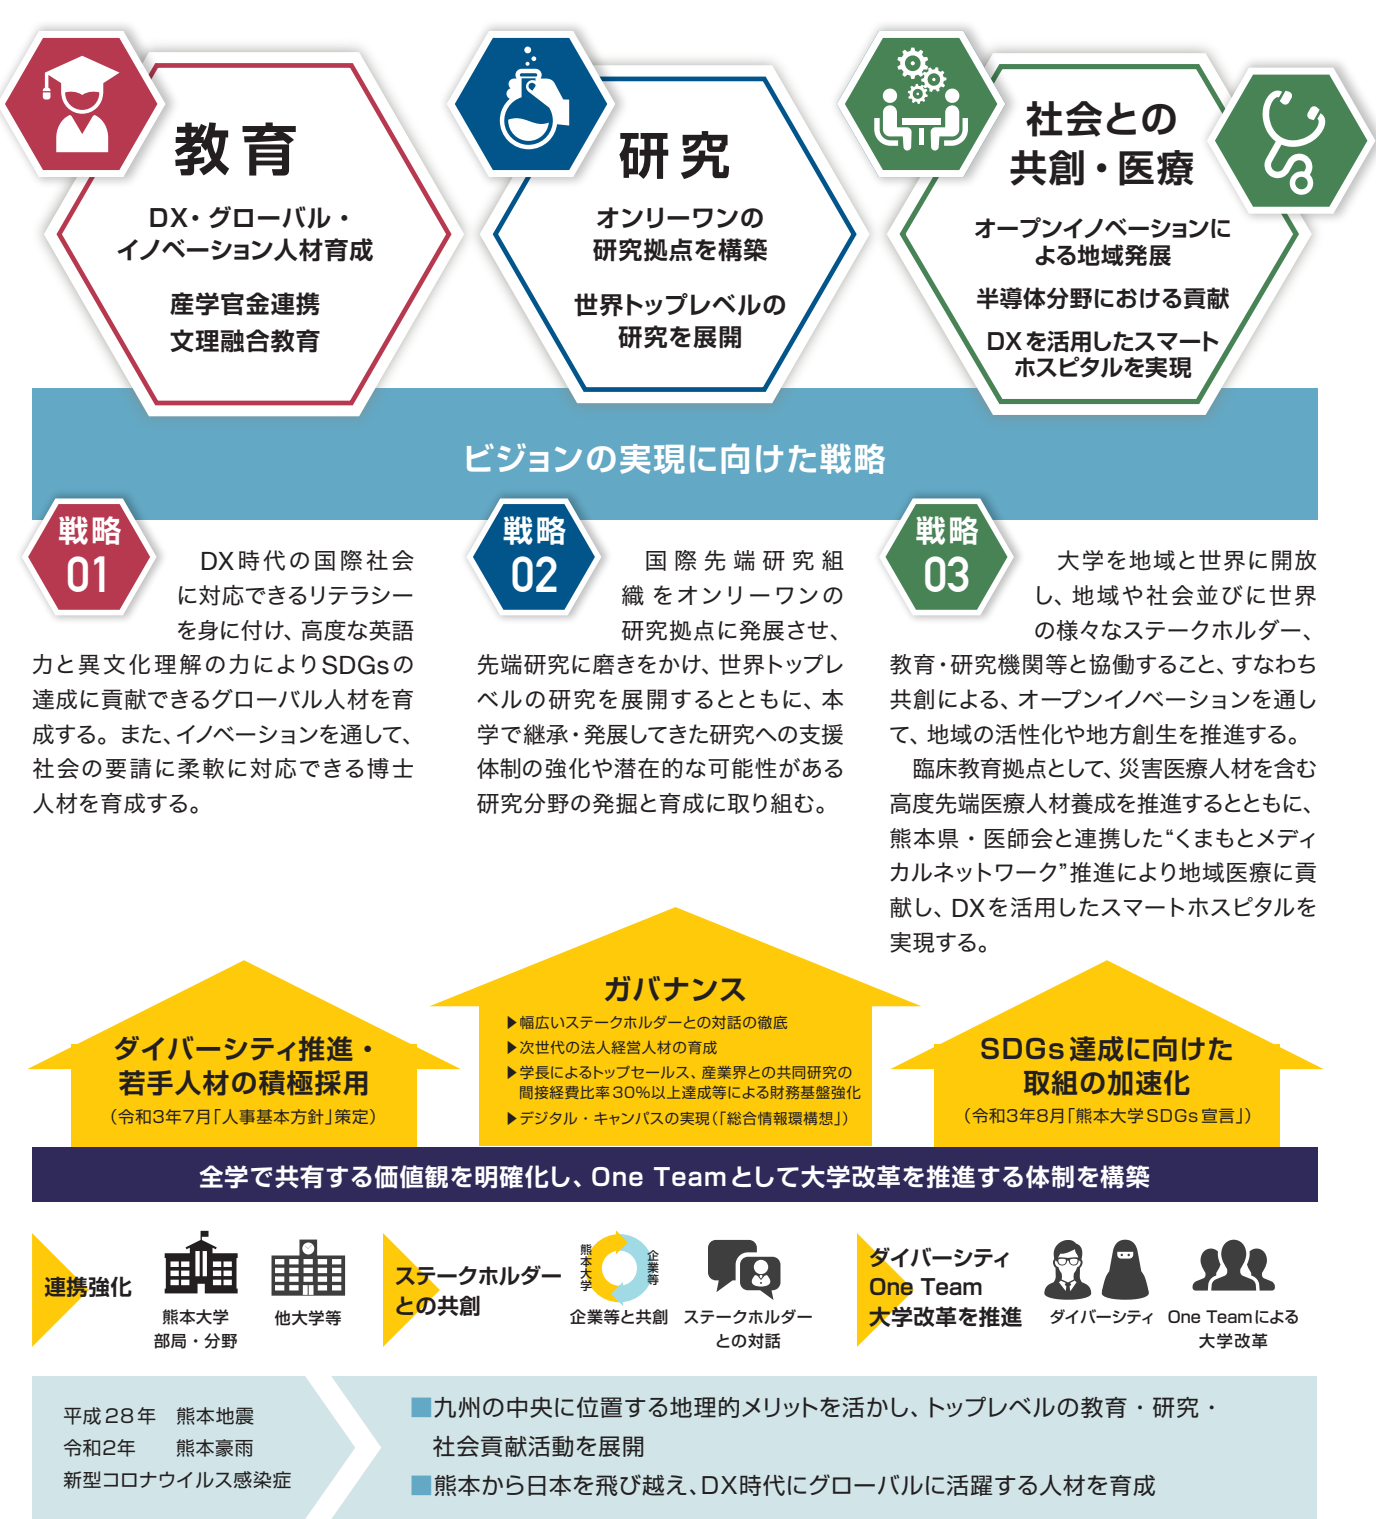 教育
DX・グローバル・
イノベーション人材育成
産学官金連携
文理融合教育
研究
オンリーワンの
研究拠点を構築
世界トップレベルの
研究を展開
社会との
共創・医療
オープンイノベーションに
よる地域発展
半導体分野における貢献
DXを活用したスマート
ホスピタルを実現
ビジョンの実現に向けた戦略
戦略
01
DX時代の国際社会
に対応できるリテラシー
を身に付け、高度な英語
力と異文化理解の力によりSDGsの
達成に貢献できるグローバル人材を育
成する。また、イノベーションを通して、
社会の要請に柔軟に対応できる博士
人材を育成する。
戦略
02
国際先端研究組
織をオンリーワンの
研究拠点に発展させ、
先端研究に磨きをかけ、世界トップレ
ベルの研究を展開するとともに、本
学で継承・発展してきた研究への支援
体制の強化や潜在的な可能性がある
研究分野の発掘と育成に取り組む。
戦略
03
大学を地域と世界に開放
し、地域や社会並びに世界
の様々なステークホルダー、
教育・研究機関等と協働すること、すなわち
共創による、オープンイノベーションを通し
て、地域の活性化や地方創生を推進する。
臨床教育拠点として、災害医療人材を含む
高度先端医療人材養成を推進するとともに、
熊本県・医師会と連携した“くまもとメディ
カルネットワーク”推進により地域医療に貢
献し、DXを活用したスマートホスピタルを
実現する。
ダイバーシティ推進・
若手人材の積極採用
(令和3年7月「人事基本方針」策定)
ガバナンス
▶幅広いステークホルダーとの対話の徹底
▶次世代の法人経営人材の育成
▶学長によるトップセールス、産業界との共同研究の
間接経費比率30%以上達成等による財務基盤強化
▶デジタル・キャンパスの実現(「総合情報環構想」)
SDGs達成に向けた
取組の加速化
(令和3年8月「熊本大学SDGs宣言」)
全学で共有する価値観を明確化し、One Teamとして大学改革を推進する体制を構築
連携強化
熊本大学
部局・分野
他大学等
ステークホルダー
との共創
熊本大学
企業等
企業等と共創
ステークホルダー
との対話
ダイバーシティ
One Team
大学改革を推進
ダイバーシティ
One Teamによる
大学改革
平成28年 熊本地震
令和2年 熊本豪雨
新型コロナウイルス感染症
■九州の中央に位置する地理的メリットを活かし、トップレベルの教育・研究・
社会貢献活動を展開
■熊本から日本を飛び越え、DX時代にグローバルに活躍する人材を育成